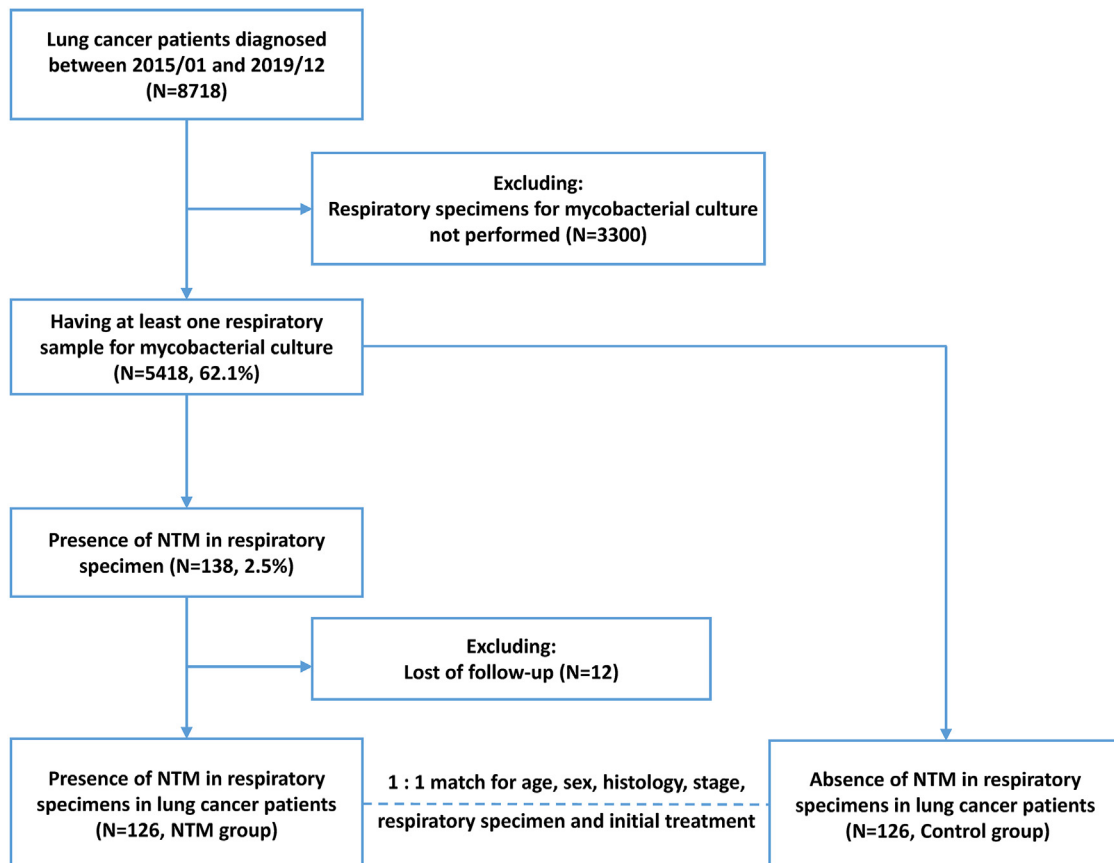 Lung cancer patients diagnosed
between 2015/01 and 2019/12
(N=8718)
Excluding:
Respiratory specimens for mycobacterial culture
not performed (N=3300)
Having at least one respiratory
sample for mycobacterial culture
(N=5418, 62.1%)
Presence of NTM in respiratory
specimen (N=138, 2.5%)
Excluding:
Lost of follow-up (N=12)
Presence of NTM in respiratory
specimens in lung cancer patients
(N=126, NTM group)
1 : 1 match for age, sex, histology, stage,
respiratory specimen and initial treatment
Absence of NTM in respiratory
specimens in lung cancer patients
(N=126, Control group)